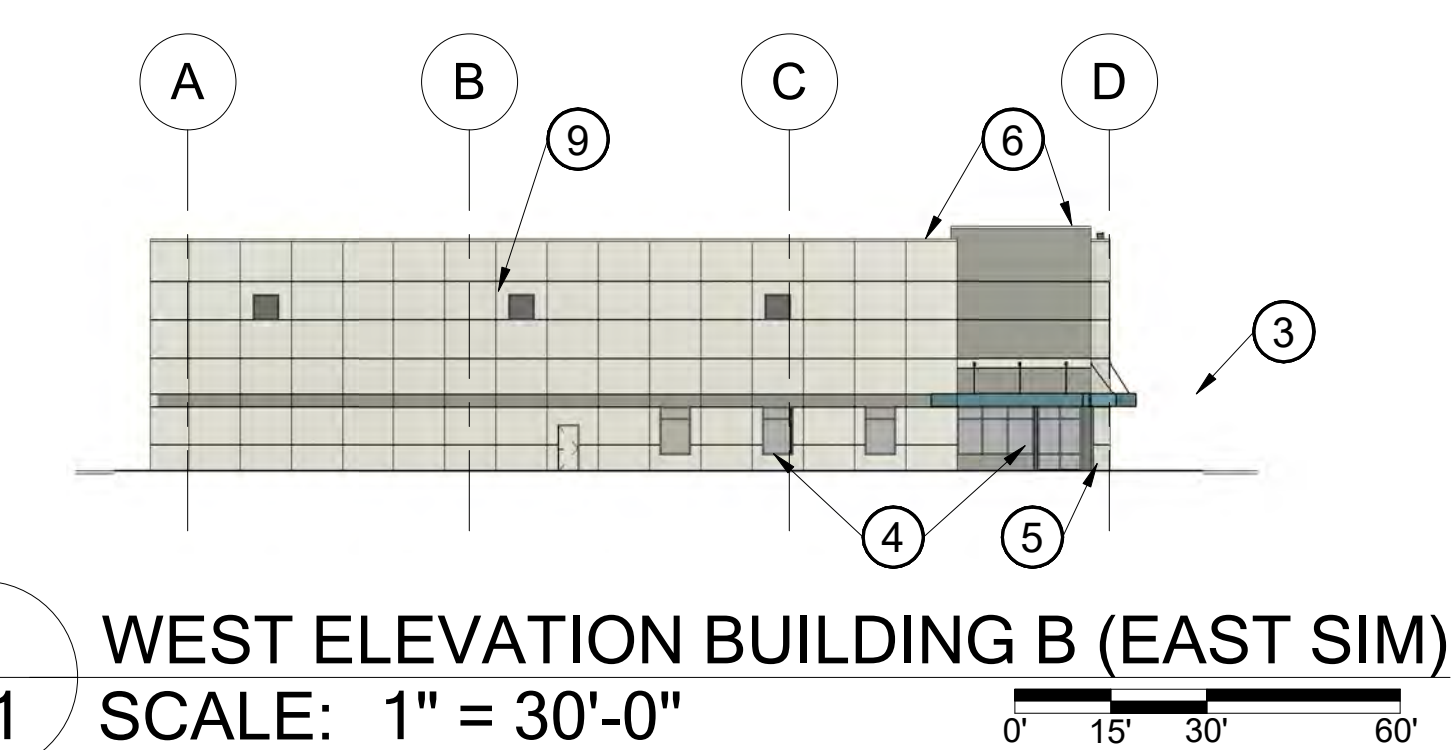 A B C D
9 6
3
4 5
WEST ELEVATION BUILDING B (EAST SIM)
1 SCALE: 1" = 30'-0"
0' 15' 30' 60'